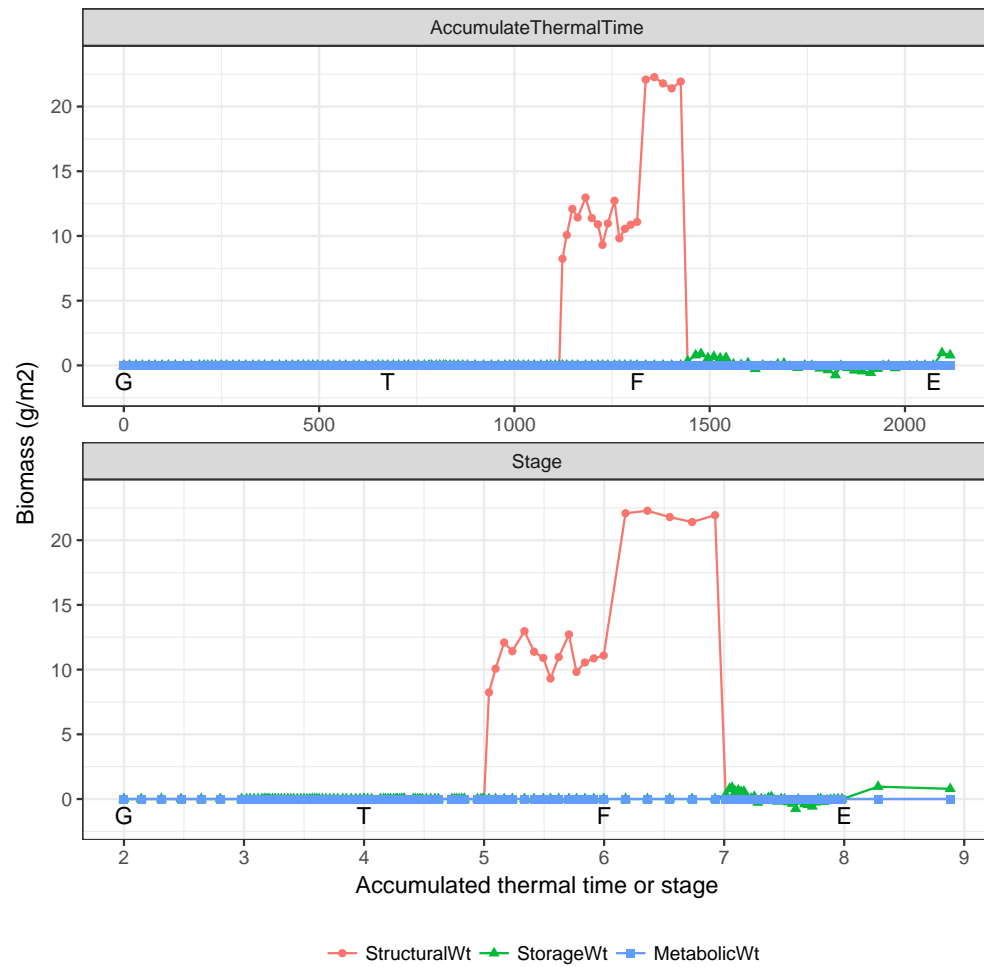 AccumulateThermalTime
20
15
10
5
0
G T F E
0 500 1000 1500 2000
Biomass (g/m2)
Stage
20
15
10
5
0
G T F E
2 3 4 5 6 7 8 9
Accumulated thermal time or stage
StructuralWt StorageWt MetabolicWt